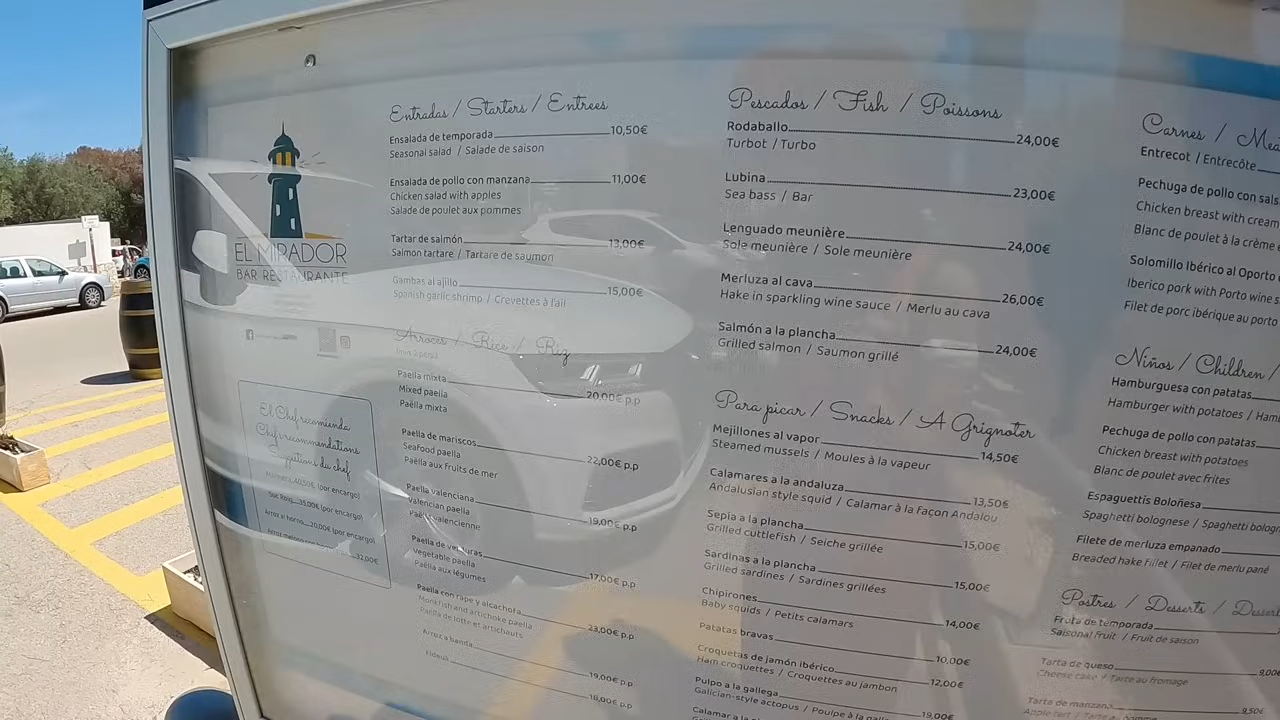 EL MIRADOR
BAR RESTAURANTE
El Chef recomienda
Chef recommendations
Suggestions du chef
40,50€ (por encargo)
Suc Roig 35,00€ (por encargo)
Arroz al horno 20,00€ (por encargo)
32,00€
Entradas / Starters / Entrees
Ensalada de temporada 10,50€
Seasonal salad / Salade de saison
Ensalada de pollo con manzana 11,00€
Chicken salad with apples
Salade de poulet aux pommes
Tartar de salmón 13,00€
Salmon tartare / Tartare de saumon
Gambas al ajillo 15,00€
Spanish garlic shrimp / Crevettes à l'ail
Arroces / Rice / Riz
Paella mixta 20,00€ p.p
Mixed paella
Paëlla mixta
Paella de mariscos 22,00€ p.p
Seafood paella
Paëlla aux fruits de mer
Paella valenciana 19,00€ p.p
Valencian paella
Paëlla valencienne
Paella de verduras 17,00€ p.p
Vegetable paella
Paëlla aux légumes
Paella con rape y alcachofa 23,00€ p.p
Monkfish and artichoke paella
Paëlla de lotte et artichauts
Arroz a banda 19,00€ p.p
Fideuà 18,00€ p.p
Pescados / Fish / Poissons
Rodaballo 24,00€
Turbot / Turbo
Lubina 23,00€
Sea bass / Bar
Lenguado meunière 24,00€
Sole meunière / Sole meunière
Merluza al cava 26,00€
Hake in sparkling wine sauce / Merlu au cava
Salmón a la plancha 24,00€
Grilled salmon / Saumon grillé
Para picar / Snacks / A Grignoter
Mejillones al vapor 14,50€
Steamed mussels / Moules à la vapeur
Calamares a la andaluza 13,50€
Andalusian style squid / Calamar à la façon Andalou
Sepia a la plancha 15,00€
Grilled cuttlefish / Seiche grillée
Sardinas a la plancha 15,00€
Grilled sardines / Sardines grillées
Chipirones 14,00€
Baby squids / Petits calamars
Patatas bravas 10,00€
Croquetas de jamón ibérico 12,00€
Ham croquettes / Croquettes au jambon
Pulpo a la gallega 19,00€
Galician-style octopus / Poulpe à la
Calamar a la
Carnes / Mea
Entrecot / Entrecôte
Pechuga de pollo con sals
Chicken breast with cream
Blanc de poulet à la crème
Solomillo Ibérico al Oporto
Iberico pork with Porto wine s
Filet de porc ibérique au porto
Niños / Children /
Hamburguesa con patatas
Hamburger with potatoes / Ham
Pechuga de pollo con patatas
Chicken breast with potatoes
Blanc de poulet avec frites
Espaguettis Boloñesa
Spaghetti bolognese / Spaghetti bologn
Filete de merluza empanado
Breaded hake fillet / Filet de merlu pané
Postres / Desserts / Dessert
Fruta de temporada
Saisonal fruit / Fruit de saison
Tarta de queso 9,00€
Cheese cake / Tarte au fromage
Tarta de manzana 9,50€
Apple tart /